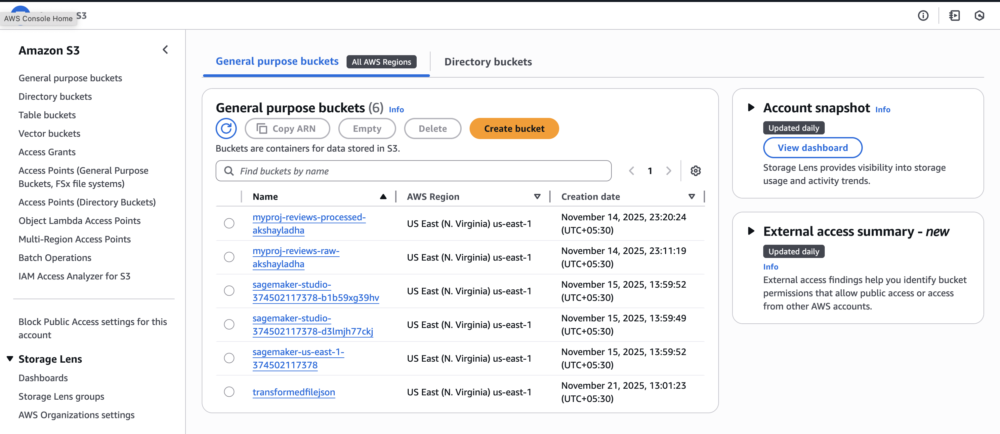 AWS Console Home
S3
Amazon S3
General purpose buckets
Directory buckets
Table buckets
Vector buckets
Access Grants
Access Points (General Purpose
Buckets, FSx file systems)
Access Points (Directory Buckets)
Object Lambda Access Points
Multi-Region Access Points
Batch Operations
IAM Access Analyzer for S3
Block Public Access settings for this
account
Storage Lens
Dashboards
Storage Lens groups
AWS Organizations settings
General purpose buckets All AWS Regions
Directory buckets
General purpose buckets (6) Info
Copy ARN
Empty
Delete
Create bucket
Buckets are containers for data stored in S3.
Find buckets by name
1
Name AWS Region Creation date
myproj-reviews-processed-
akshayladha
US East (N. Virginia) us-east-1
November 14, 2025, 23:20:24
(UTC+05:30)
myproj-reviews-raw-
akshayladha
US East (N. Virginia) us-east-1
November 14, 2025, 23:11:19
(UTC+05:30)
sagemaker-studio-
374502117378-b1b59xg39hv
US East (N. Virginia) us-east-1
November 15, 2025, 13:59:52
(UTC+05:30)
sagemaker-studio-
374502117378-d3lmjh77ckj
US East (N. Virginia) us-east-1
November 15, 2025, 13:59:49
(UTC+05:30)
sagemaker-us-east-1-
374502117378
US East (N. Virginia) us-east-1
November 15, 2025, 13:59:52
(UTC+05:30)
transformedfilejson
US East (N. Virginia) us-east-1
November 21, 2025, 13:01:23
(UTC+05:30)
Account snapshot Info
Updated daily
View dashboard
Storage Lens provides visibility into storage
usage and activity trends.
External access summary - new
Updated daily
Info
External access findings help you identify bucket
permissions that allow public access or access
from other AWS accounts.